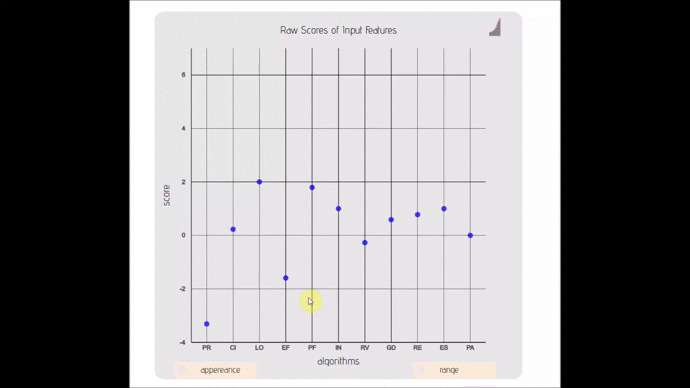 Raw Scores of Input Features
6
4
2
0
-2
-4
score
PR CI LO EF PF IN RV GD RE ES PA
algorithms
appereance
range